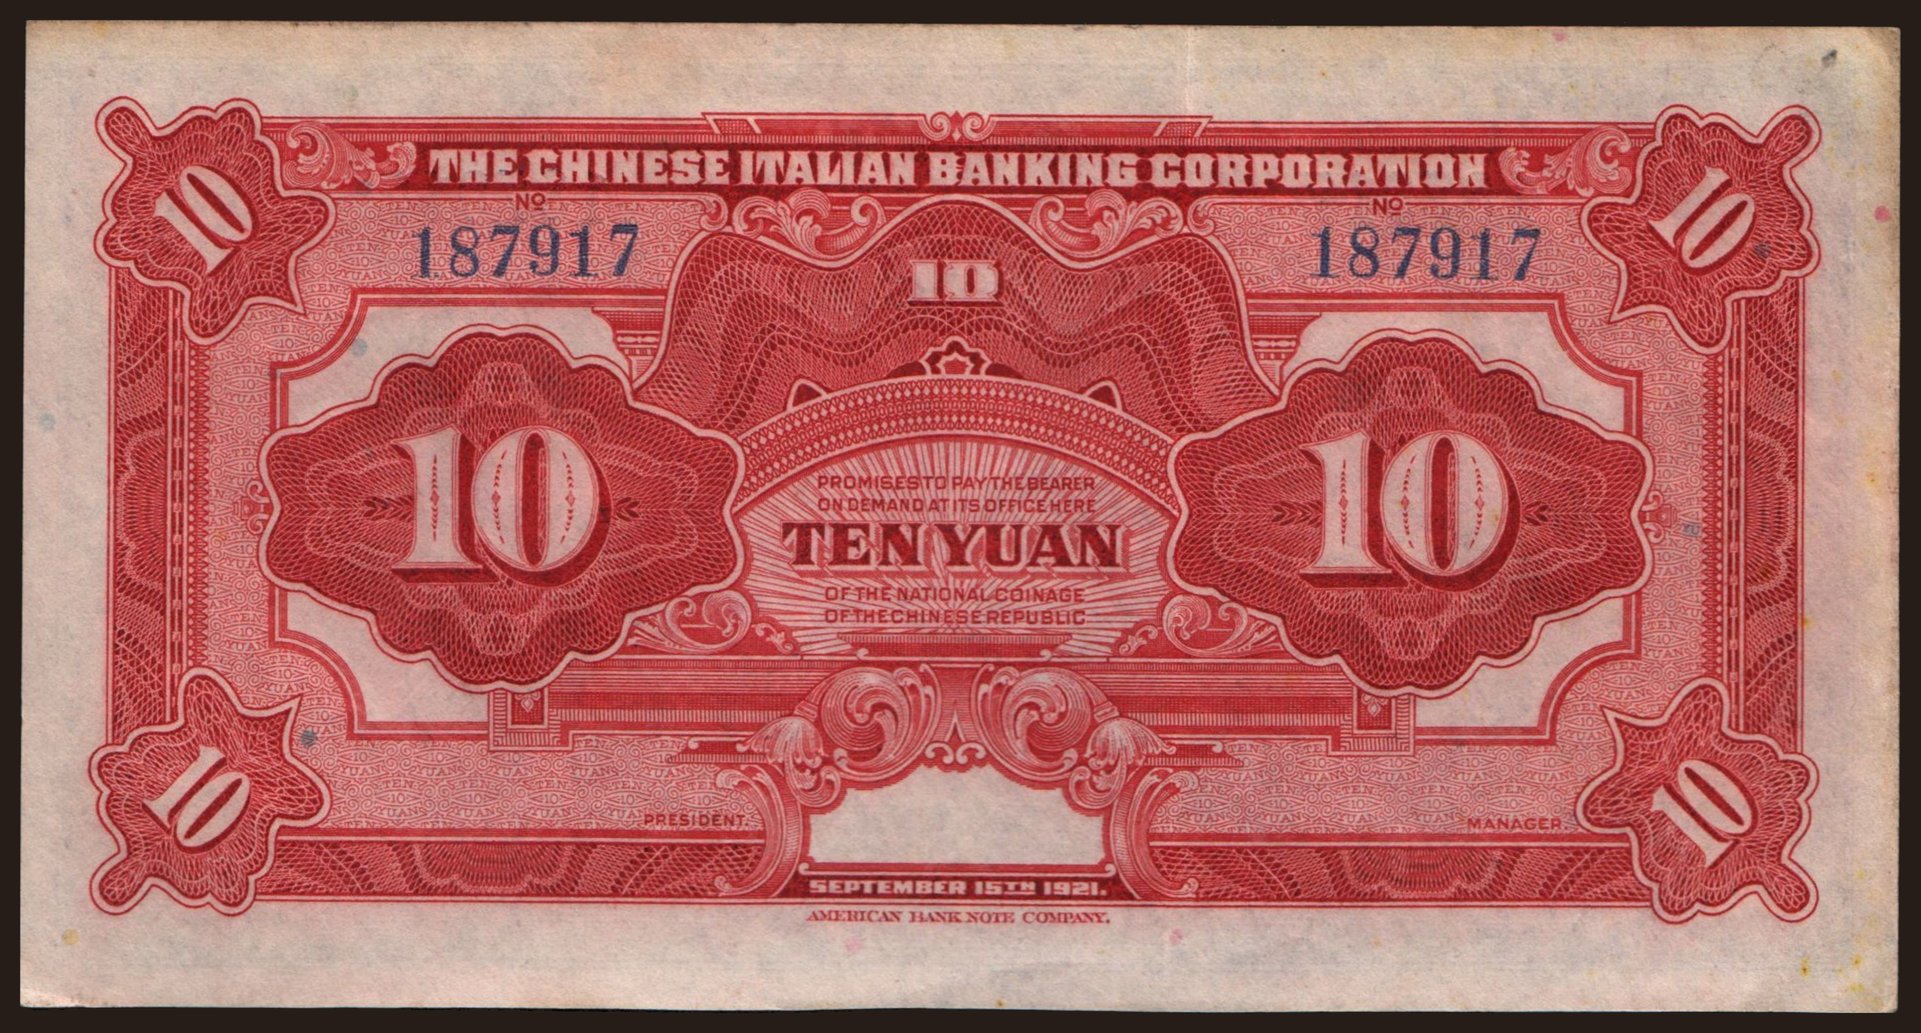 10 10
THE CHINESE ITALIAN BANKING CORPORATION
No No
187917 187917
10
10 10
PROMISES TO PAY THE BEARER
ON DEMAND AT ITS OFFICE HERE
TEN YUAN
OF THE NATIONAL COINAGE
OF THE CHINESE REPUBLIC
10 10
PRESIDENT. MANAGER.
SEPTEMBER 15TH 1921.
AMERICAN BANK NOTE COMPANY.